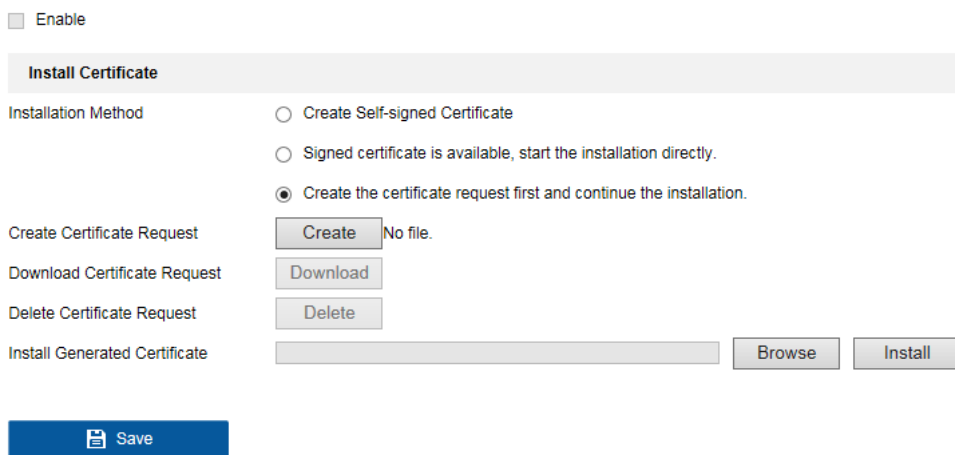 Enable
Install Certificate
Installation Method
Create Self-signed Certificate
Signed certificate is available, start the installation directly.
Create the certificate request first and continue the installation.
Create Certificate Request Create No file.
Download Certificate Request Download
Delete Certificate Request Delete
Install Generated Certificate Browse Install
Save